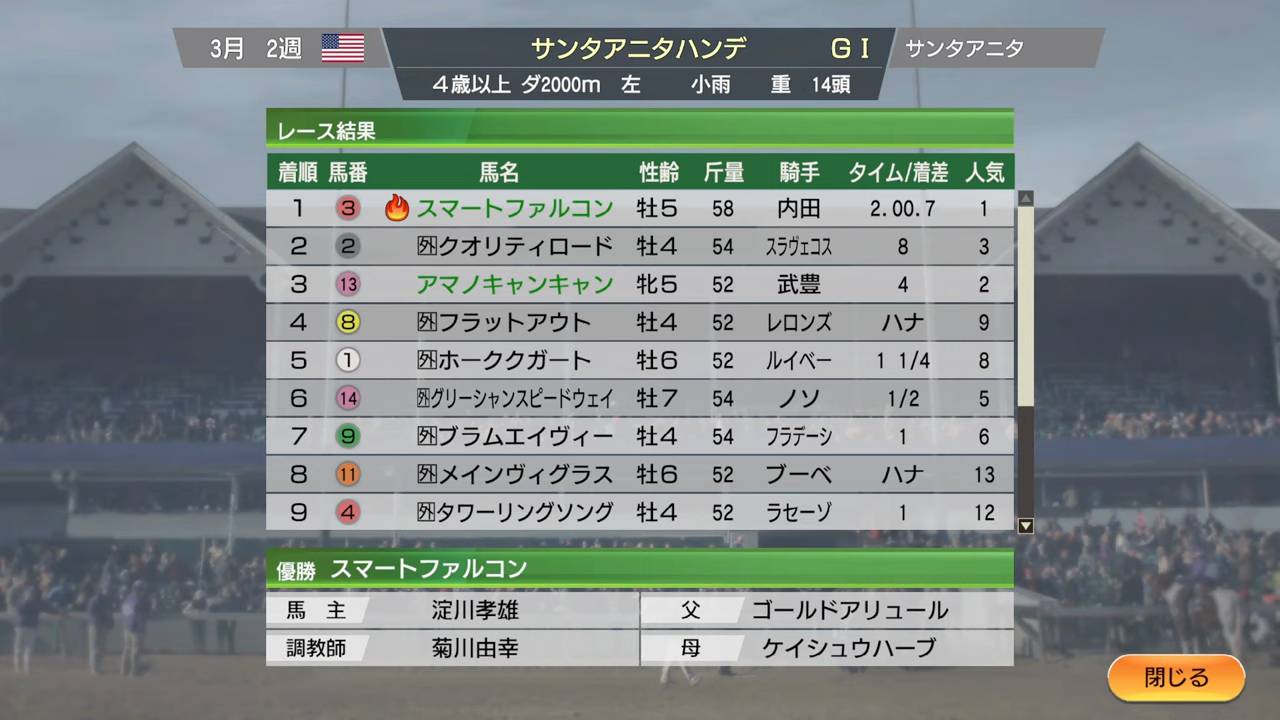 3月 2週 サンタアニタハンデ GⅠ サンタアニタ
4歳以上 ダ2000m 左 小雨 重 14頭
レース結果
着順 馬番 馬名 性齢 斤量 騎手 タイム/着差 人気
1 3 スマートファルコン 牡5 58 内田 2.00.7 1
2 2 外クオリティロード 牡4 54 スラヴェコス 8 3
3 13 アマノキャンキャン 牝5 52 武豊 4 2
4 8 外フラットアウト 牡4 52 レロンズ ハナ 9
5 1 外ホーククガート 牡6 52 ルイベー 1 1/4 8
6 14 外グリーシャンスピードウェイ 牡7 54 ノソ 1/2 5
7 9 外ブラムエイヴィー 牡4 54 フラデーシ 1 6
8 11 外メインヴィグラス 牡6 52 ブーベ ハナ 13
9 4 外タワーリングソング 牡4 52 ラセーゾ 1 12
優勝 スマートファルコン
馬主 淀川孝雄 父 ゴールドアリュール
調教師 菊川由幸 母 ケイシュウハーブ
閉じる